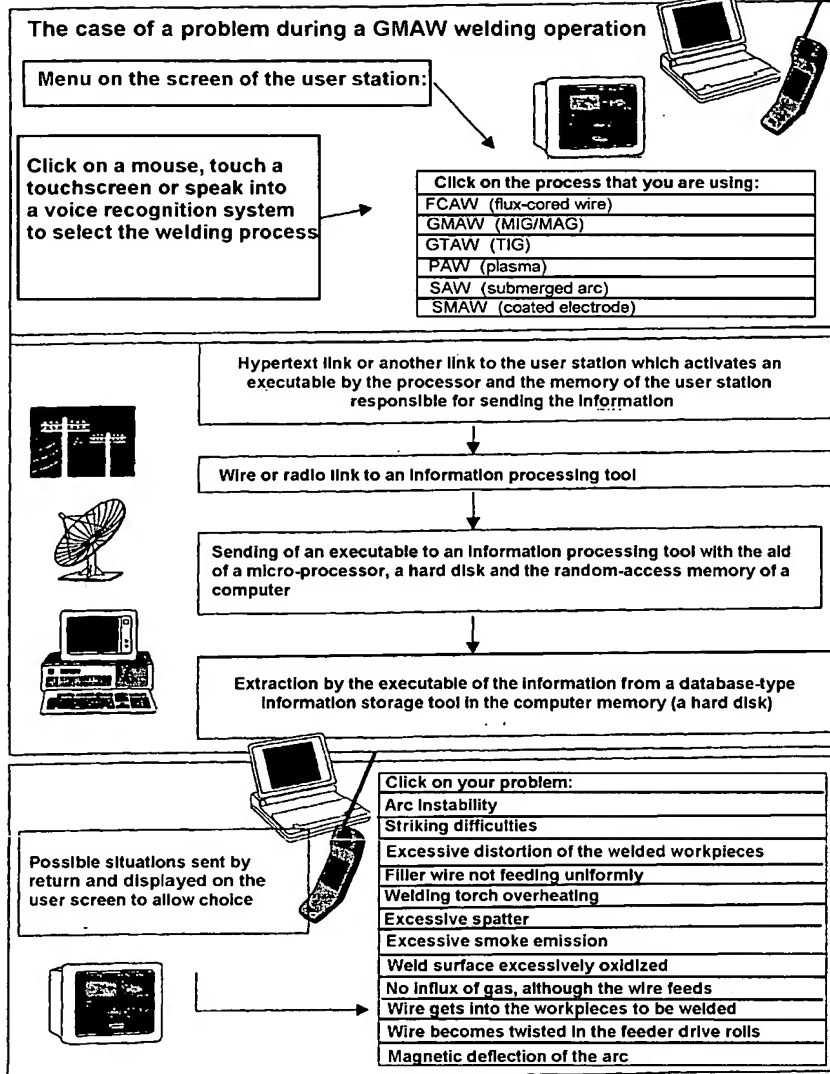 The case of a problem during a GMAW welding operation
Menu on the screen of the user station:
Click on a mouse, touch a
touchscreen or speak into
a voice recognition system
to select the welding process
Click on the process that you are using:
FCAW (flux-cored wire)
GMAW (MIG/MAG)
GTAW (TIG)
PAW (plasma)
SAW (submerged arc)
SMAW (coated electrode)
Hypertext link or another link to the user station which activates an
executable by the processor and the memory of the user station
responsible for sending the information
Wire or radio link to an information processing tool
Sending of an executable to an information processing tool with the aid
of a micro-processor, a hard disk and the random-access memory of a
computer
Extraction by the executable of the information from a database-type
information storage tool in the computer memory (a hard disk)
Possible situations sent by
return and displayed on the
user screen to allow choice
Click on your problem:
Arc Instability
Striking difficulties
Excessive distortion of the welded workpieces
Filler wire not feeding uniformly
Welding torch overheating
Excessive spatter
Excessive smoke emission
Weld surface excessively oxidized
No influx of gas, although the wire feeds
Wire gets into the workpieces to be welded
Wire becomes twisted in the feeder drive rolls
Magnetic deflection of the arc